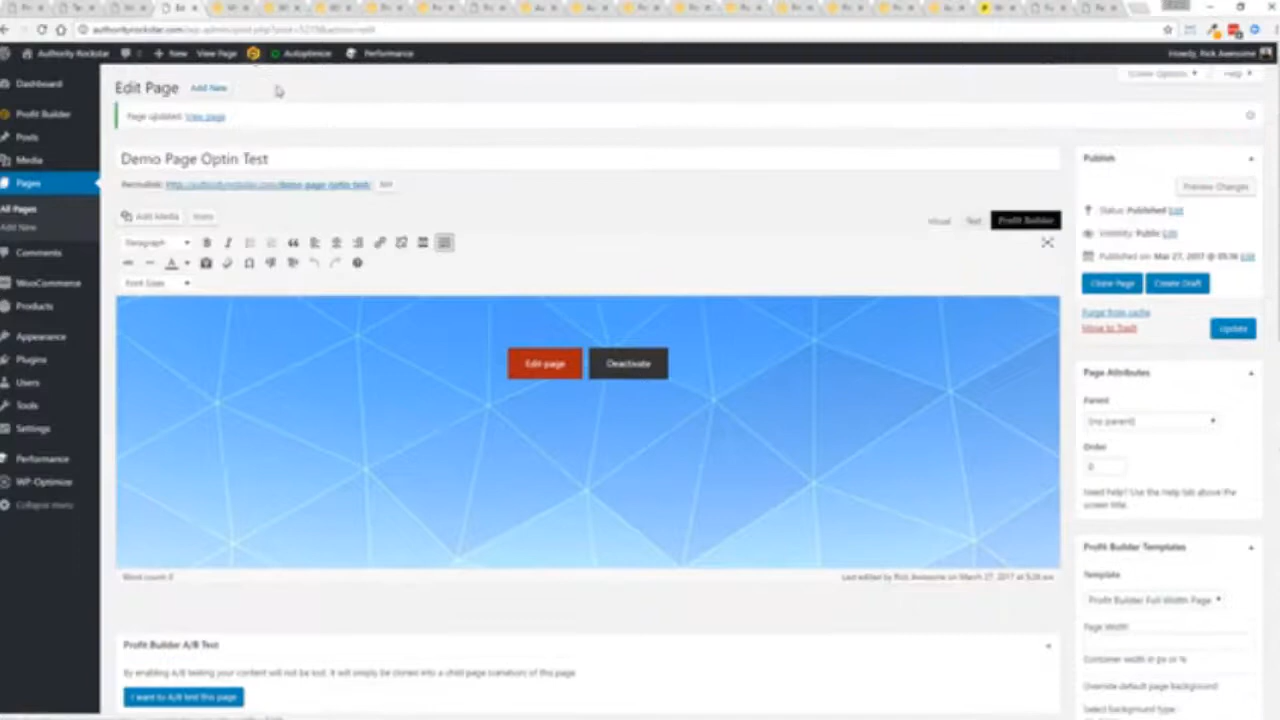 authorityrockstar.com/wp-admin/post.php?post=
Authority Rockstar
New
View Page
Autoptimize
Performance
Howdy, Rick Awesome
Dashboard
Profit Builder
Posts
Media
Pages
All Pages
Add New
Comments
WooCommerce
Products
Appearance
Plugins
Users
Tools
Settings
Performance
WP-Optimize
Collapse menu
Edit Page
Add New
Screen Options
Help
Page updated. View page
Demo Page Optin Test
Permalink: http://authorityrockstar.com/demo-page-optin-test/
Edit
Add Media
Visual
Text
Profit Builder
Paragraph
Font Sizes
Edit page
Deactivate
Word count: 0
Last edited by Rick Awesome on March 27, 2017 at 5:36 am
Profit Builder A/B Test
By enabling A/B testing your content will not be lost. It will simply be cloned into a child page (variation) of this page
I want to A/B test this page
Publish
Preview Changes
Status: Published Edit
Visibility: Public Edit
Published on: Mar 27, 2017 @ 05:36 Edit
Clone Page
Create Draft
Purge from cache
Move to Trash
Update
Page Attributes
Parent
(no parent)
Order
0
Need help? Use the Help tab above the
screen title.
Profit Builder Templates
Template
Profit Builder Full Width Page
Page Width
Container width in px or %
Override default page background
Select background type